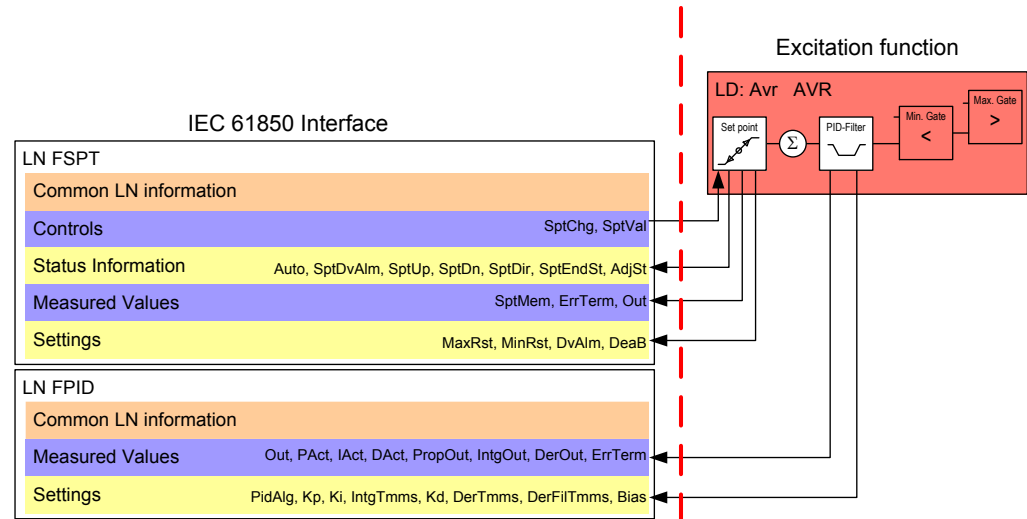 Excitation function
LD: Avr AVR
Set point
Σ
PID-Filter
Min. Gate
<
Max. Gate
>
IEC 61850 Interface
LN FSPT
Common LN information
Controls SptChg, SptVal
Status Information Auto, SptDvAlm, SptUp, SptDn, SptDir, SptEndSt, AdjSt
Measured Values SptMem, ErrTerm, Out
Settings MaxRst, MinRst, DvAlm, DeaB
LN FPID
Common LN information
Measured Values Out, PAct, IAct, DAct, PropOut, IntgOut, DerOut, ErrTerm
Settings PidAlg, Kp, Ki, IntgTmms, Kd, DerTmms, DerFilTmms, Bias